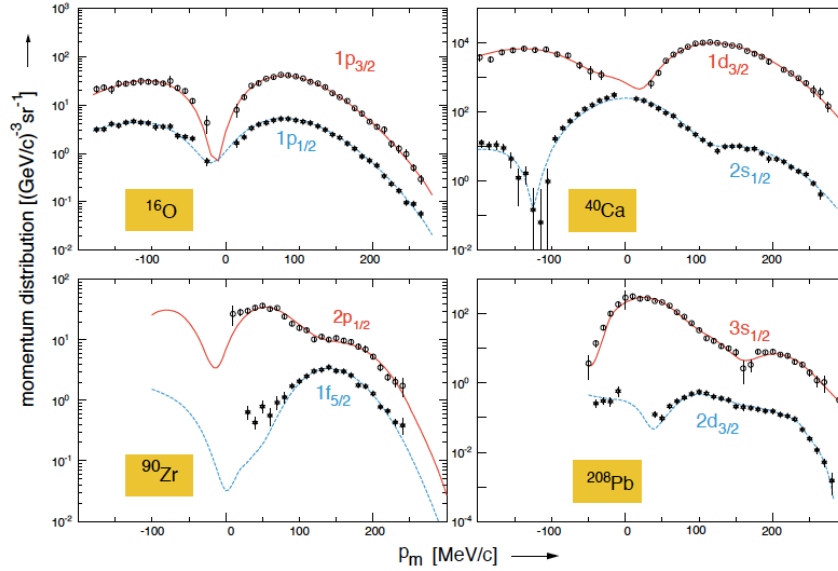 momentum distribution [(GeV/c)⁻³sr⁻¹]
10³
10²
10¹
10⁰
10⁻¹
10⁻²
1p₃/₂
1p₁/₂
¹⁶O
-100 0 100 200
10⁴
10²
10⁰
10⁻²
1d₃/₂
2s₁/₂
⁴⁰Ca
-100 0 100 200
10²
10¹
10⁰
10⁻¹
10⁻²
2p₁/₂
1f₅/₂
⁹⁰Zr
-100 0 100 200
10²
10⁰
10⁻²
10⁻⁴
3s₁/₂
2d₃/₂
²⁰⁸Pb
-100 0 100 200
pₘ [MeV/c]